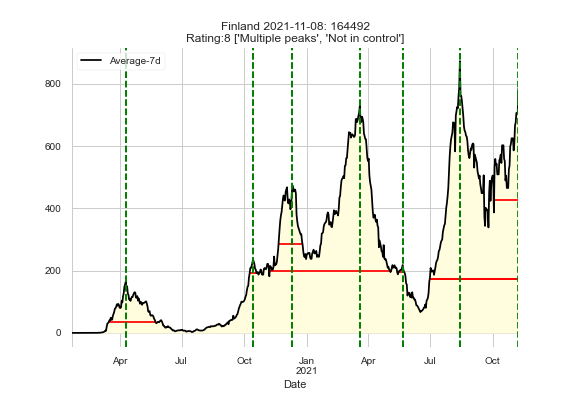 Finland 2021-11-08: 164492
Rating:8 ['Multiple peaks', 'Not in control']
Average-7d
800
600
400
200
0
Apr Jul Oct Jan Apr Jul Oct
2021
Date